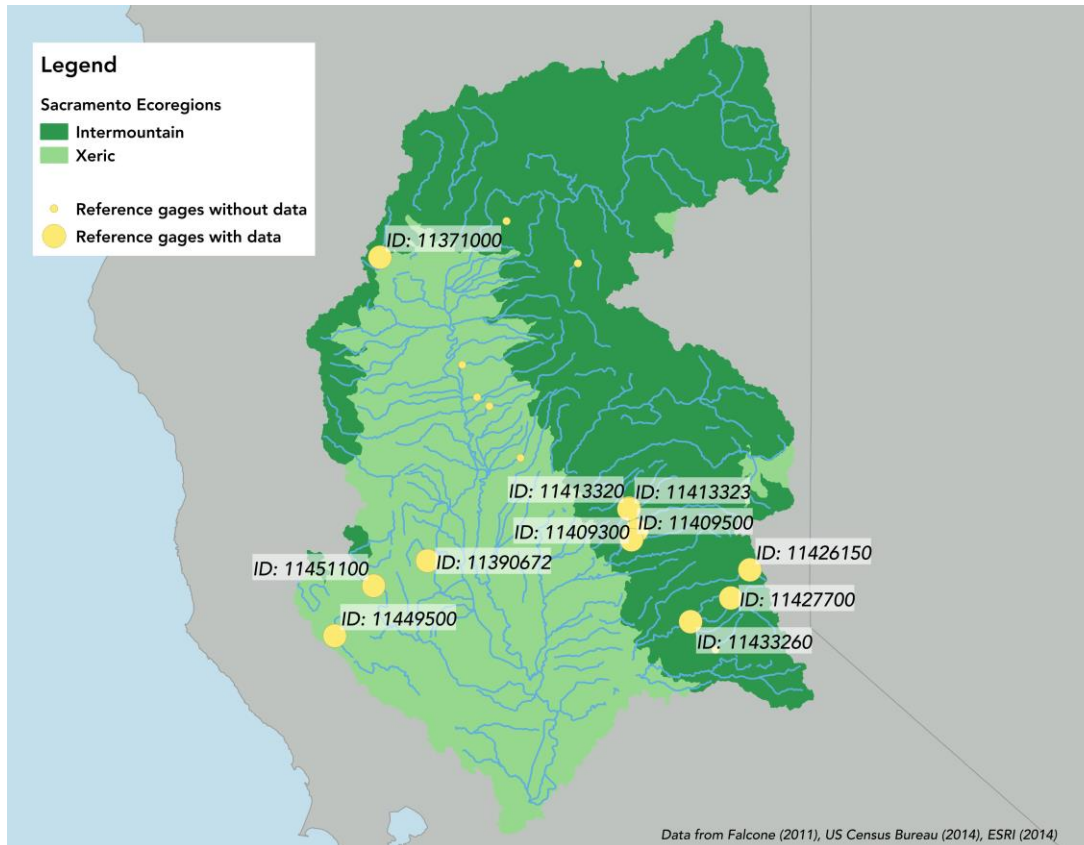 Legend
Sacramento Ecoregions
Intermountain
Xeric
Reference gages without data
Reference gages with data
ID: 11371000
ID: 11413320
ID: 11413323
ID: 11409300
ID: 11409500
ID: 11426150
ID: 11451100
ID: 11390672
ID: 11427700
ID: 11449500
ID: 11433260
Data from Falcone (2011), US Census Bureau (2014), ESRI (2014)